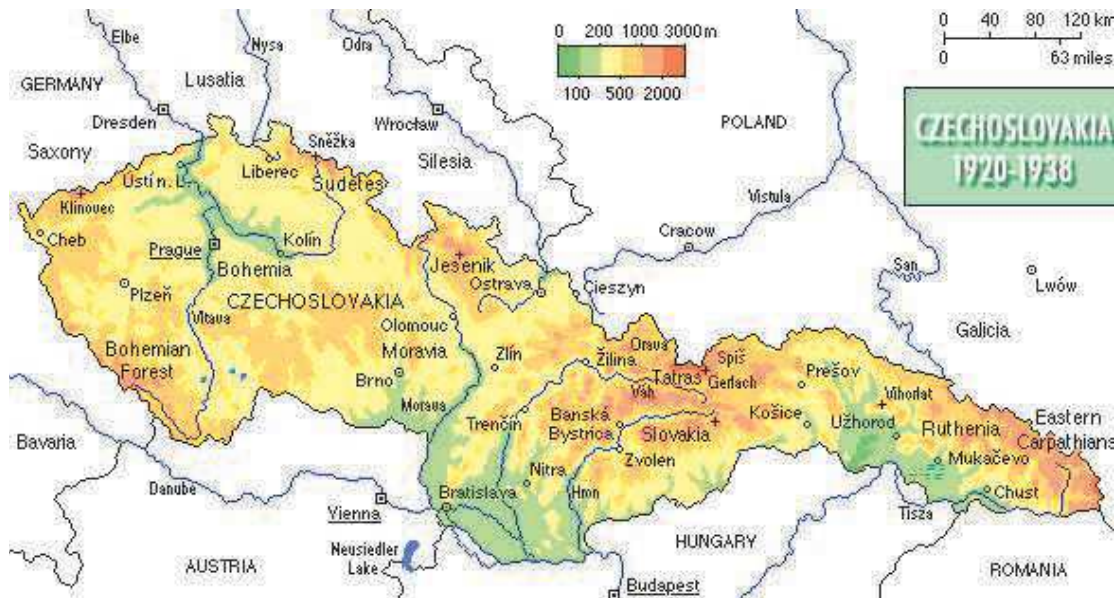 Elbe
Nysa
Odra
0 200 1000 3000m
100 500 2000
0 40 80 120 km
0 63 miles
GERMANY
Lusatia
Dresden
Wrocław
POLAND
CZECHOSLOVAKIA
1920-1938
Saxony
Sněžka
Silesia
Ústí n. L.
Liberec
Sudetes
Klínovec
Vistula
Cheb
Prague
Kolín
Cracow
Bohemia
Jeseník
San
Lwów
Plzeň
CZECHOSLOVAKIA
Ostrava
Cieszyn
Vltava
Olomouc
Galicia
Bohemian
Forest
Moravia
Zlín
Žilina
Orava
Spiš
Brno
Tatras
Gerlach
Prešov
Váh
Vihorlat
Morava
Trenčín
Banská
Bystrica
Slovakia
Košice
Užhorod
Ruthenia
Eastern
Carpathians
Bavaria
Zvolen
Mukačevo
Nitra
Danube
Bratislava
Hron
Chust
Vienna
Tisza
Neusiedler
Lake
HUNGARY
AUSTRIA
ROMANIA
Budapest